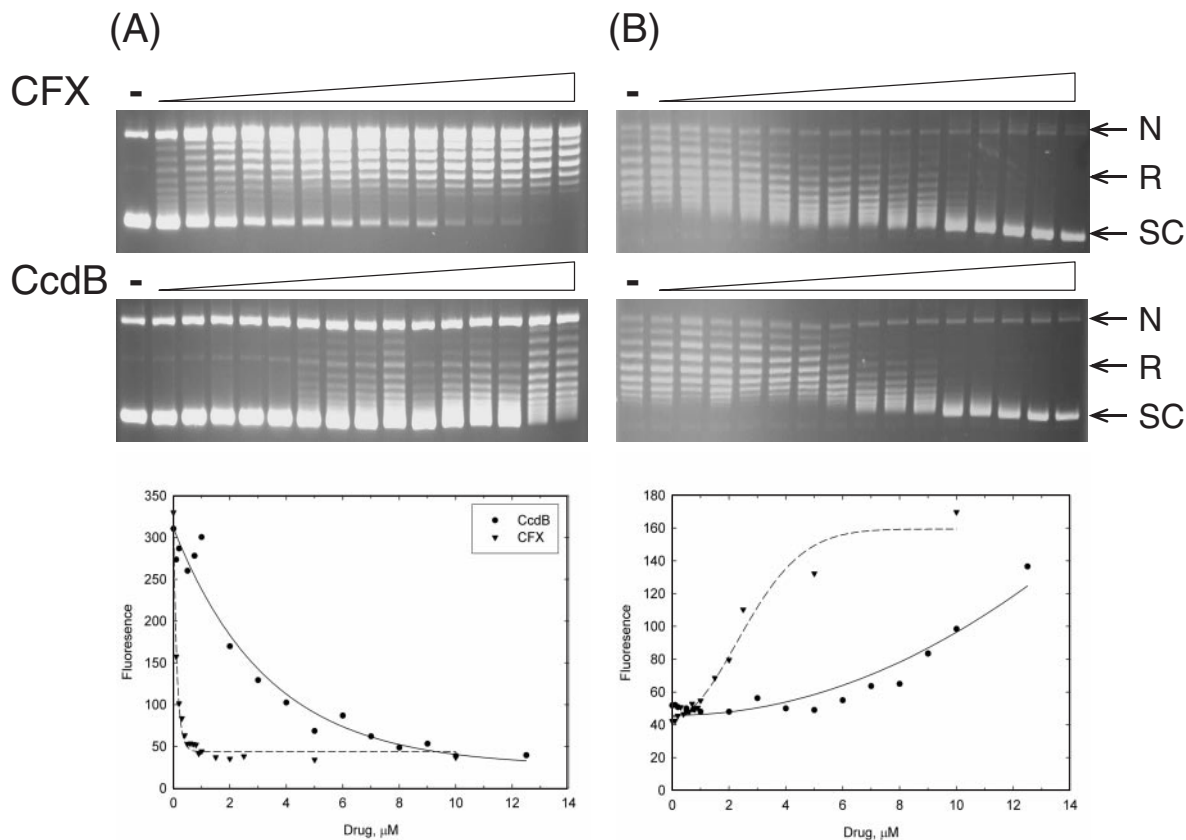 (A) (B)
CFX - -
N
R
SC
CcdB - -
N
R
SC
350
300
250
200
150
100
50
0
Fluoresence
0 2 4 6 8 10 12 14
Drug, μM
CcdB
CFX
180
160
140
120
100
80
60
40
20
0
Fluoresence
0 2 4 6 8 10 12 14
Drug, μM